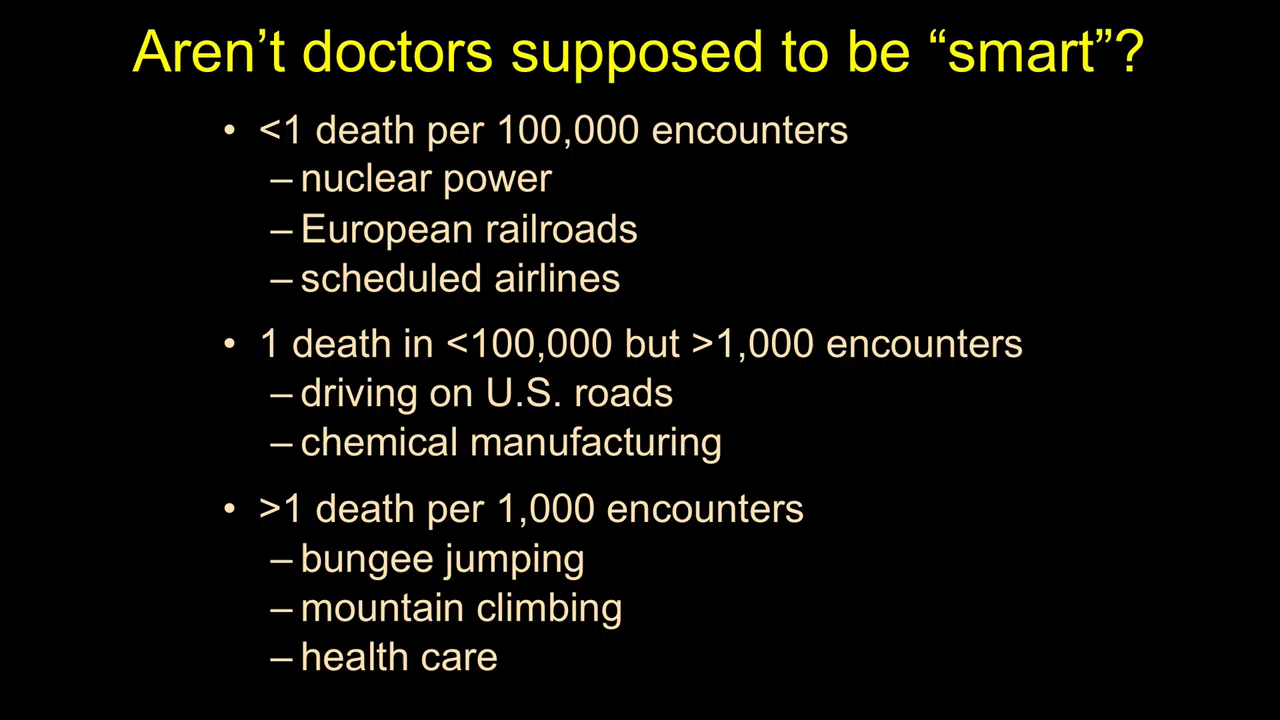 Aren’t doctors supposed to be “smart”?
• <1 death per 100,000 encounters
– nuclear power
– European railroads
– scheduled airlines
• 1 death in <100,000 but >1,000 encounters
– driving on U.S. roads
– chemical manufacturing
• >1 death per 1,000 encounters
– bungee jumping
– mountain climbing
– health care